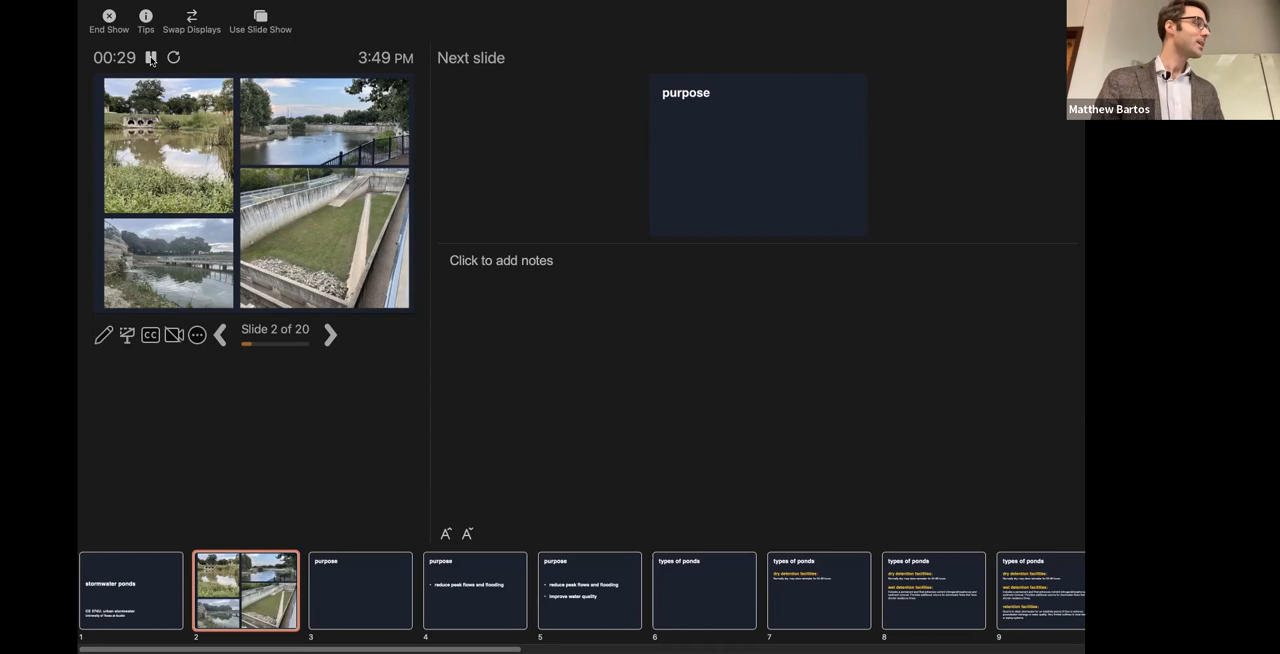 End Show
Tips
Swap Displays
Use Slide Show
00:29
3:49 PM
Next slide
purpose
Matthew Bartos
Click to add notes
CC
Slide 2 of 20
stormwater ponds
purpose
purpose
• reduce peak flows and flooding
purpose
• reduce peak flows and flooding
• improve water quality
types of ponds
types of ponds
dry detention facilities:
types of ponds
dry detention facilities:
wet detention facilities:
types of ponds
dry detention facilities:
wet detention facilities:
retention facilities:
1
2
3
4
5
6
7
8
9